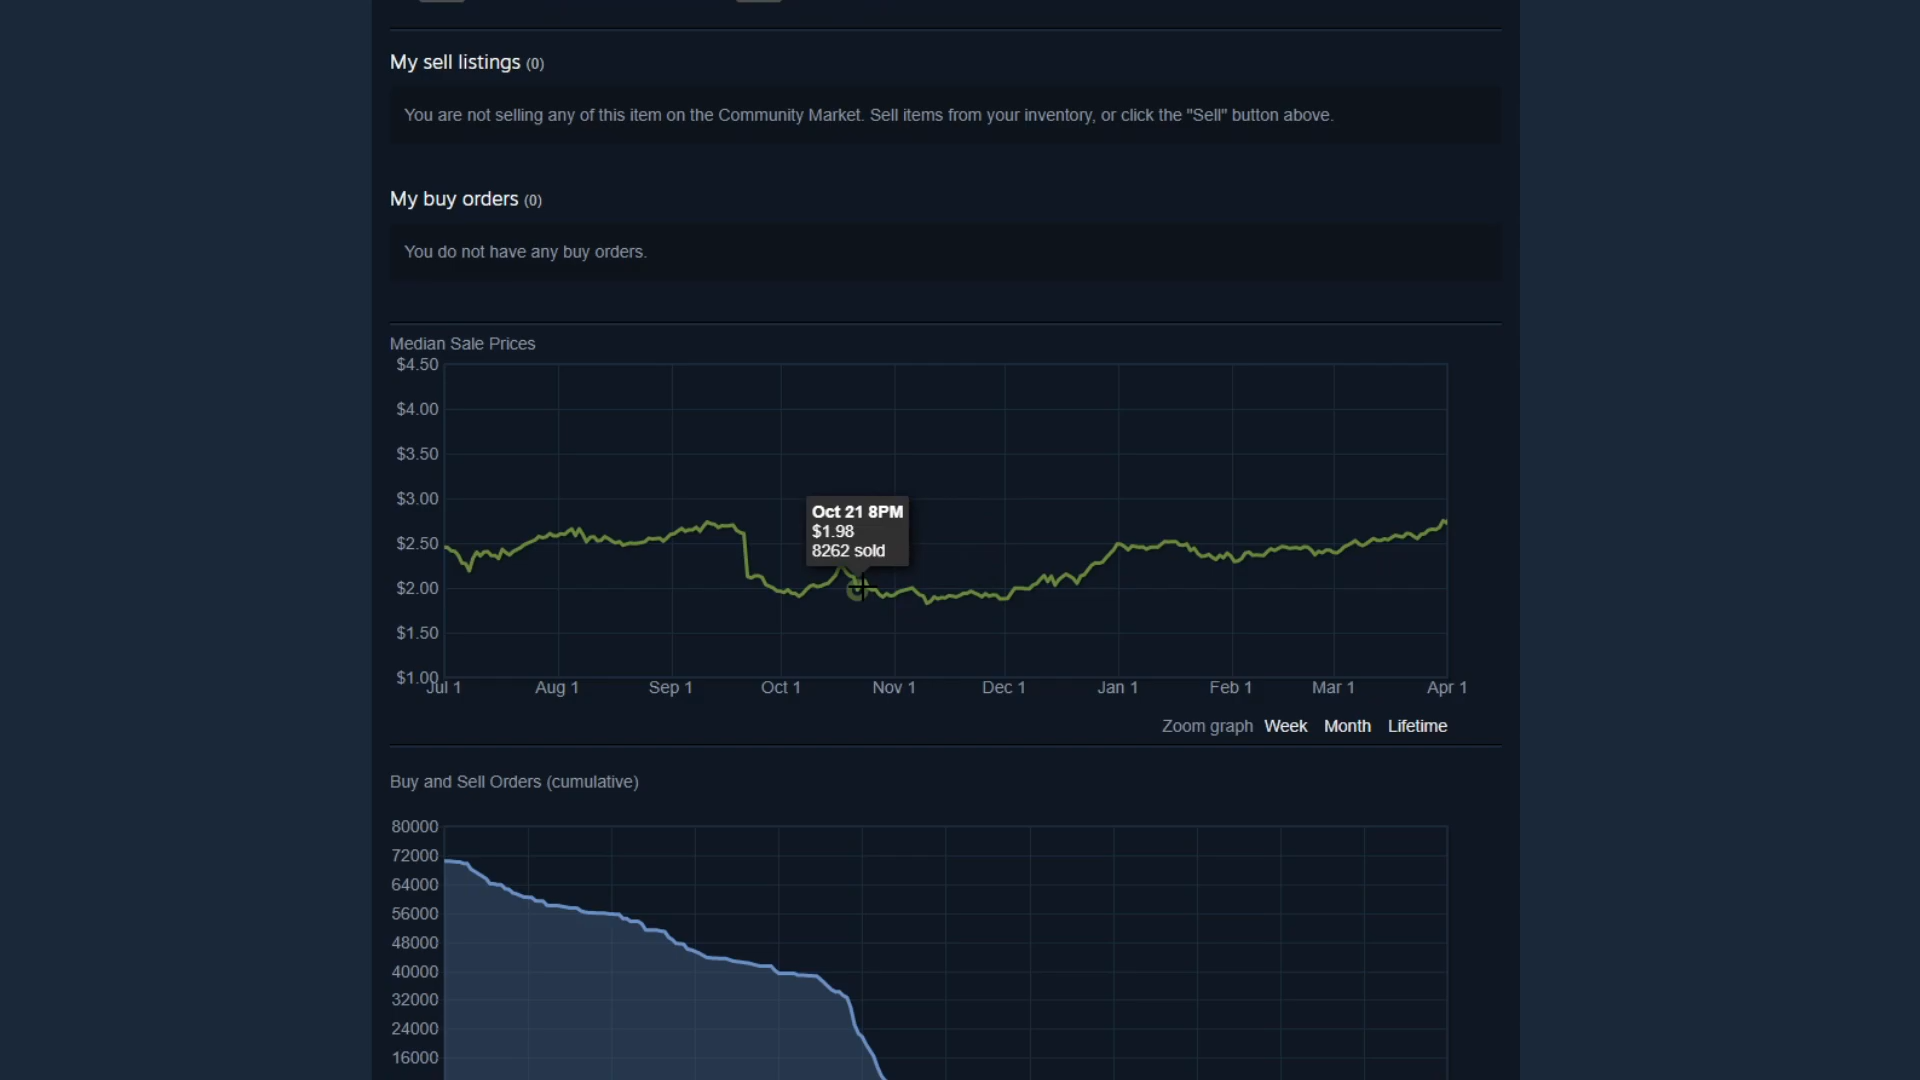 My sell listings (0)
You are not selling any of this item on the Community Market. Sell items from your inventory, or click the "Sell" button above.
My buy orders (0)
You do not have any buy orders.
Median Sale Prices
$4.50
$4.00
$3.50
$3.00
$2.50
$2.00
$1.50
$1.00
Oct 21 8PM
$1.98
8262 sold
Jul 1 Aug 1 Sep 1 Oct 1 Nov 1 Dec 1 Jan 1 Feb 1 Mar 1 Apr 1
Zoom graph Week Month Lifetime
Buy and Sell Orders (cumulative)
80000
72000
64000
56000
48000
40000
32000
24000
16000